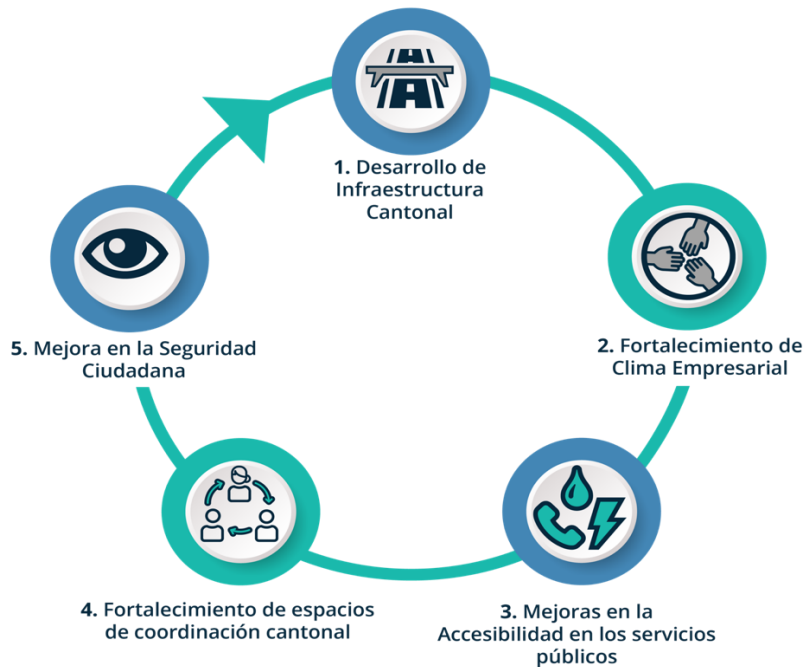 1. Desarrollo de
Infraestructura
Cantonal
2. Fortalecimiento de
Clima Empresarial
3. Mejoras en la
Accesibilidad en los servicios
públicos
4. Fortalecimiento de espacios
de coordinación cantonal
5. Mejora en la Seguridad
Ciudadana